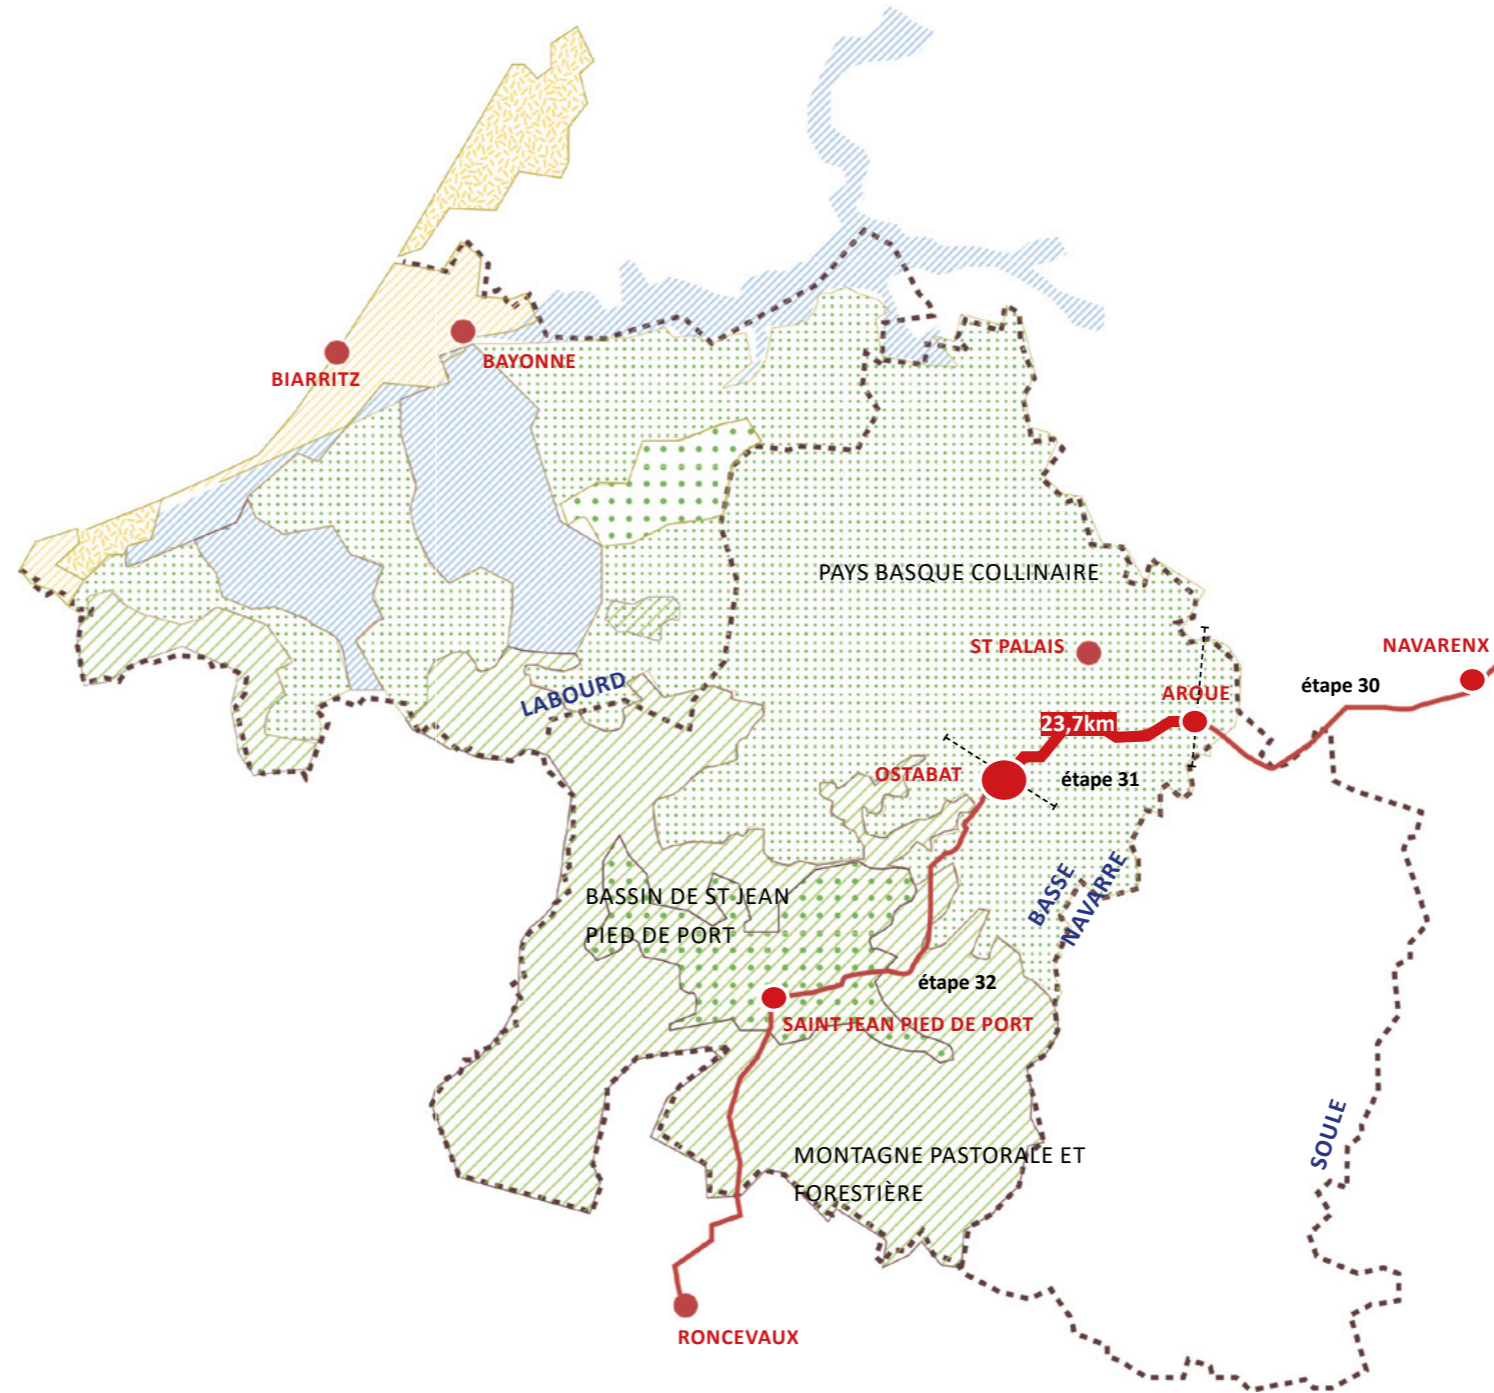 BAYONNE
BIARRITZ
PAYS BASQUE COLLINAIRE
ST PALAIS
NAVARENX
étape 30
AROUE
LABOURD
23,7km
OSTABAT
étape 31
BASSE
NAVARRE
BASSIN DE ST JEAN
PIED DE PORT
étape 32
SAINT JEAN PIED DE PORT
SOULE
MONTAGNE PASTORALE ET
FORESTIÈRE
RONCEVAUX